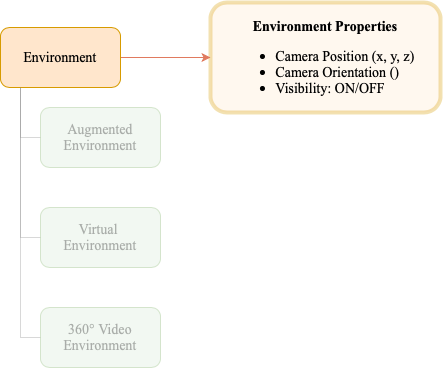 Environment
Environment Properties
• Camera Position (x, y, z)
• Camera Orientation ()
• Visibility: ON/OFF
Augmented
Environment
Virtual
Environment
360° Video
Environment